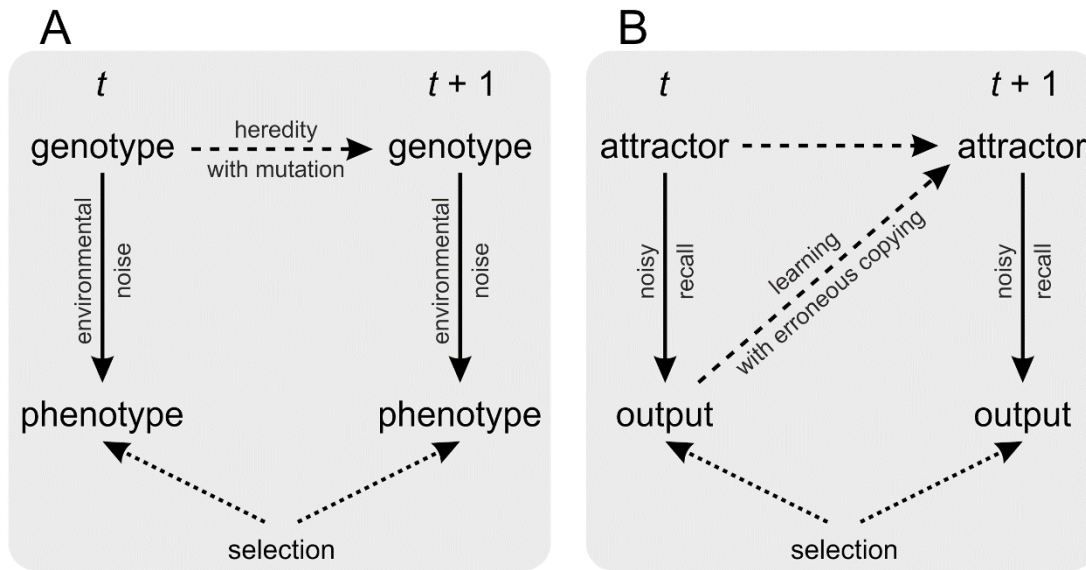 A
t
t + 1
genotype
heredity
with mutation
genotype
environmental
noise
environmental
noise
phenotype
phenotype
selection
B
t
t + 1
attractor
attractor
noisy
recall
learning
with erroneous copying
noisy
recall
output
output
selection